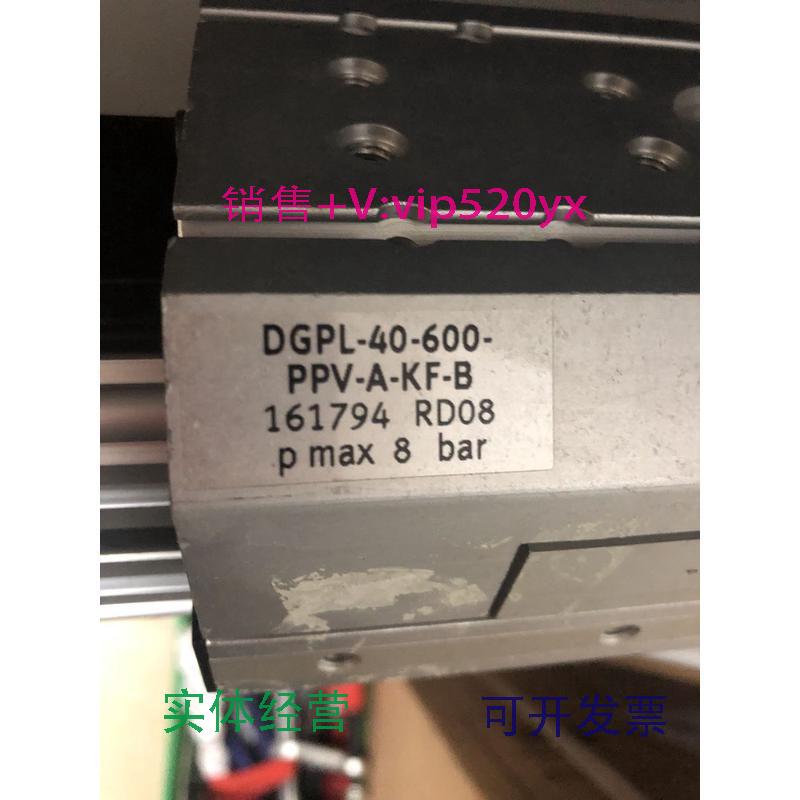 销售+V:vip520yx
DGPL-40-600-
PPV-A-KF-B
161794 RD08
p max 8 bar
实体经营
可开发票